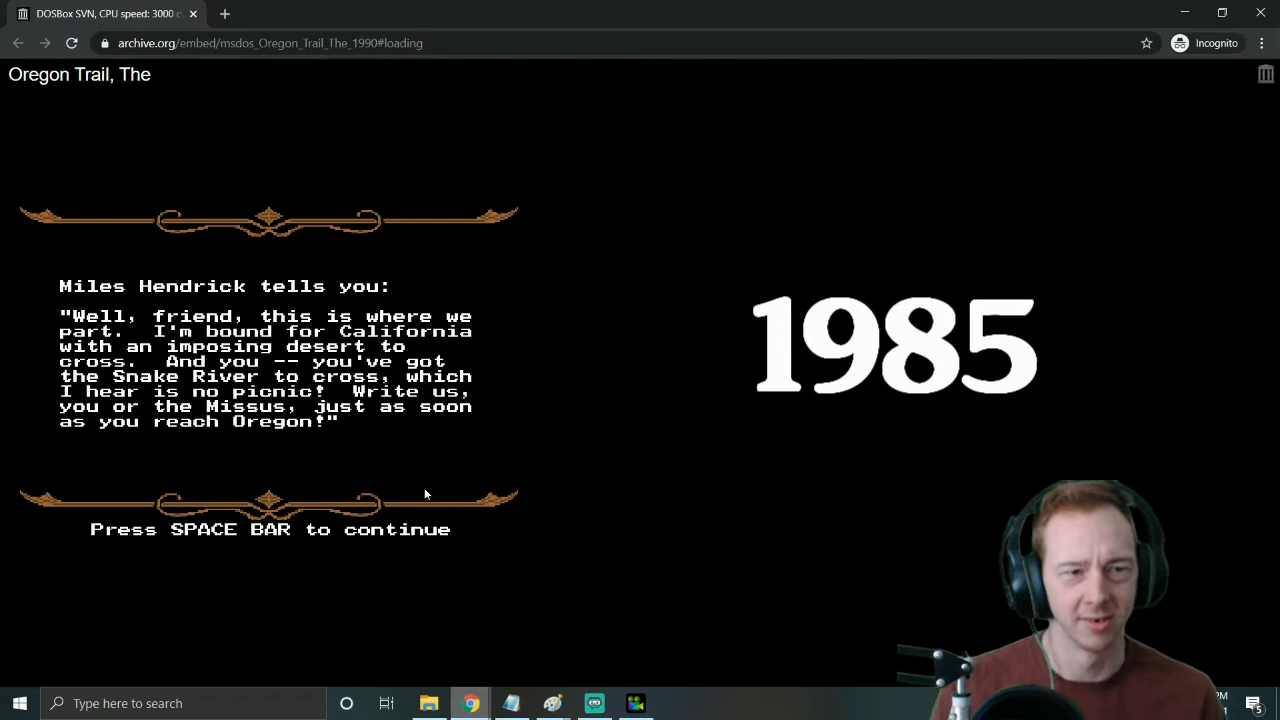 DOSBox SVN, CPU speed: 3000 c
archive.org/embed/msdos_Oregon_Trail_The_1990#loading
Incognito
Oregon Trail, The
Miles Hendrick tells you:
"Well, friend, this is where we
part. I'm bound for California
with an imposing desert to
cross. And you -- you've got
the Snake River to cross, which
I hear is no picnic! Write us,
you or the Missus, just as soon
as you reach Oregon!"
Press SPACE BAR to continue
1985
Type here to search
PM
5